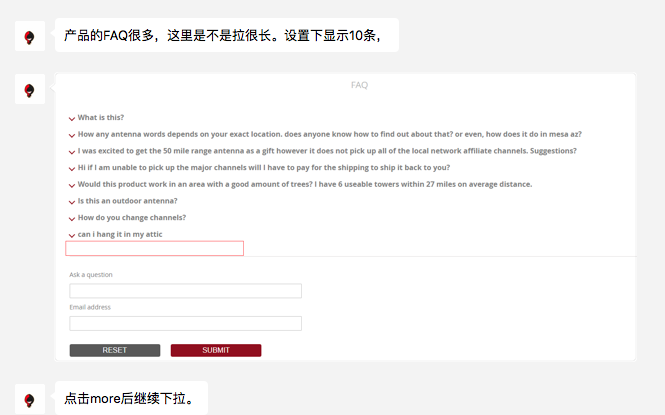 产品的FAQ很多，这里是不是拉很长。设置下显示10条，
FAQ
What is this?
How any antenna words depends on your exact location. does anyone know how to find out about that? or even, how does it do in mesa az?
I was excited to get the 50 mile range antenna as a gift however it does not pick up all of the local network affiliate channels. Suggestions?
Hi if I am unable to pick up the major channels will I have to pay for the shipping to ship it back to you?
Would this product work in an area with a good amount of trees? I have 6 useable towers within 27 miles on average distance.
Is this an outdoor antenna?
How do you change channels?
can i hang it in my attic
Ask a question
Email address
RESET SUBMIT
点击more后继续下拉。